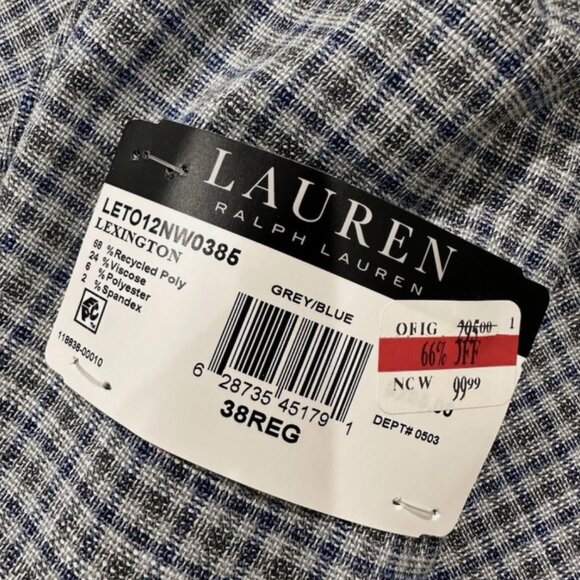 LAUREN
RALPH LAUREN
LETO12NW0385
LEXINGTON
68 % Recycled Poly
24 % Viscose
6 % Polyester
2 % Spandex
118838-00010
GREY/BLUE
6 28735 45179 1
38REG
ORIG 1
66% OFF
NOW 99.99
DEPT# 0503